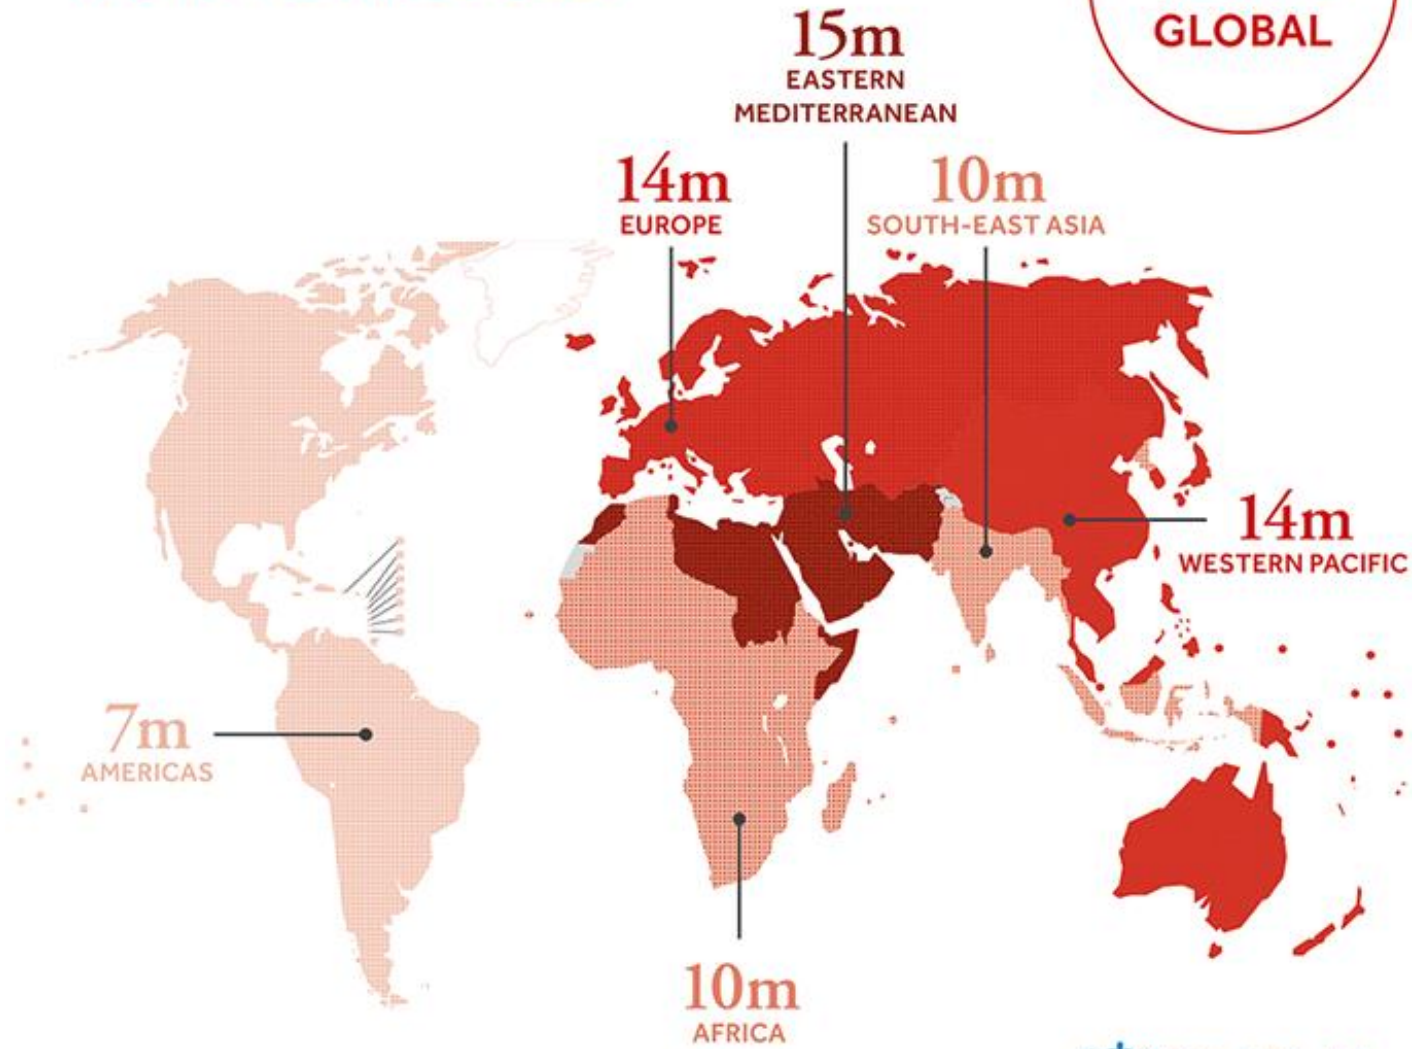 GLOBAL
15m
EASTERN
MEDITERRANEAN
14m
EUROPE
10m
SOUTH-EAST ASIA
14m
WESTERN PACIFIC
7m
AMERICAS
10m
AFRICA